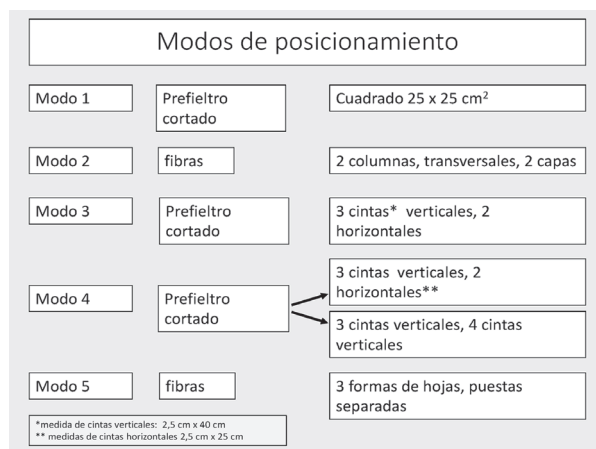 Modos de posicionamiento
Modo 1
Prefieltro
cortado
Cuadrado 25 x 25 cm²
Modo 2
fibras
2 columnas, transversales, 2 capas
Modo 3
Prefieltro
cortado
3 cintas* verticales, 2
horizontales
Modo 4
Prefieltro
cortado
3 cintas verticales, 2
horizontales**
3 cintas verticales, 4 cintas
verticales
Modo 5
fibras
3 formas de hojas, puestas
separadas
*medida de cintas verticales: 2,5 cm x 40 cm
** medidas de cintas horizontales 2,5 cm x 25 cm